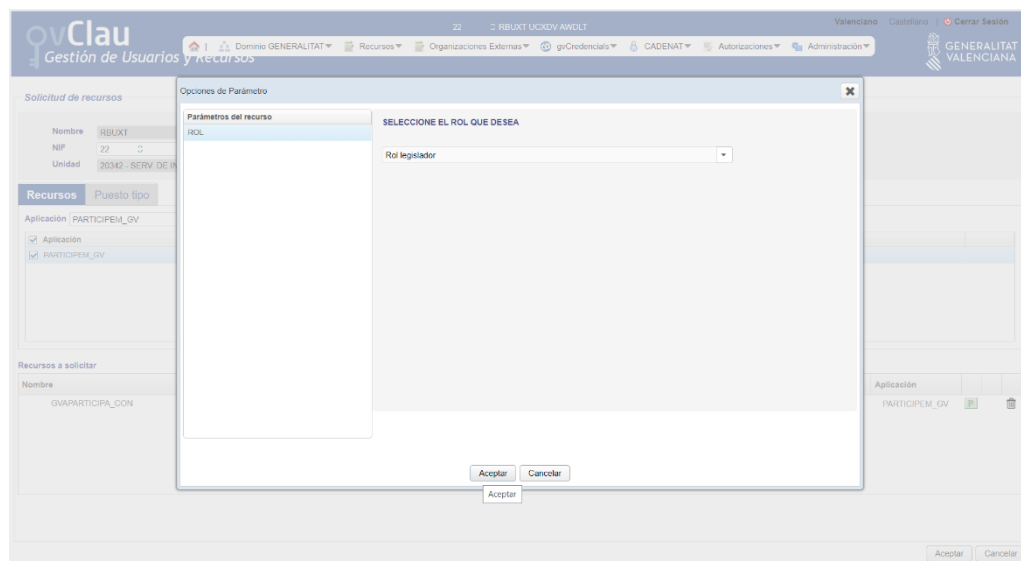 gvClau
Gestión de Usuarios y Recursos
22 RBUXT UCXDV AWDLT
Valenciano Castellano | Cerrar Sesión
| Dominio GENERALITAT Recursos Organizaciones Externas gvCredencials CADENAT Autorizaciones Administración
GENERALITAT
VALENCIANA
Solicitud de recursos
Opciones de Parámetro
Parámetros del recurso
ROL
SELECCIONE EL ROL QUE DESEA
Rol legislador
Nombre RBUXT
NIF 22
Unidad 20342 - SERV. DE IN
Recursos Puesto tipo
Aplicación PARTICIPEM_GV
Aplicación
PARTICIPEM_GV
Recursos a solicitar
Nombre Aplicación
GVAPARTICIPA_CON PARTICIPEM_GV P
Aceptar Cancelar
Aceptar
Aceptar Cancelar